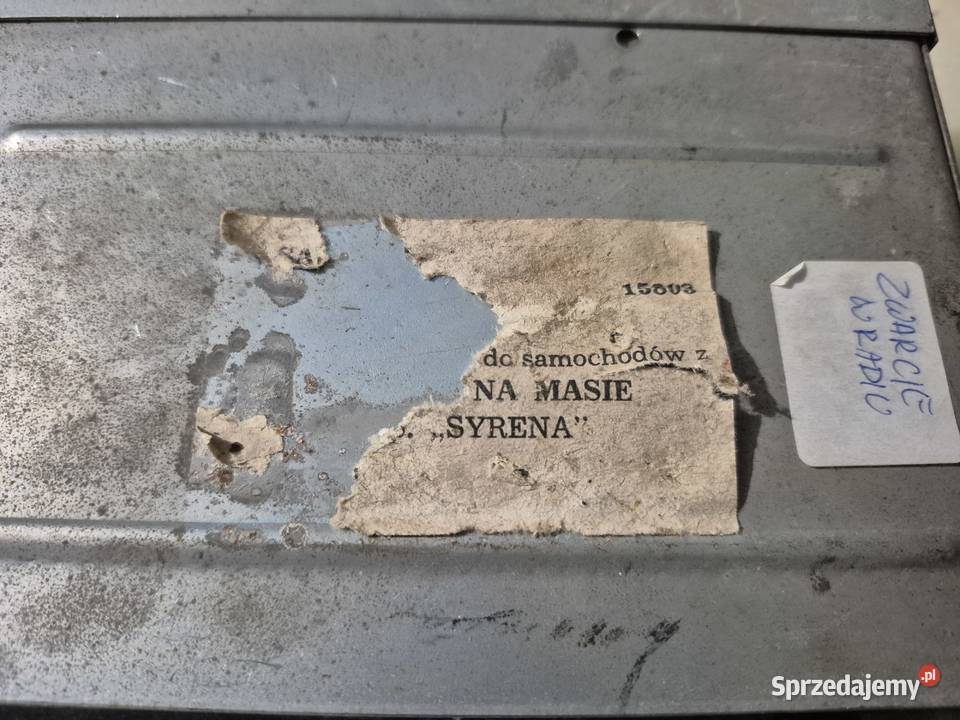 15803
do samochodów z
NA MASIE
. „SYRENA”
ZWARCIE
W RADIU
Sprzedajemy.pl